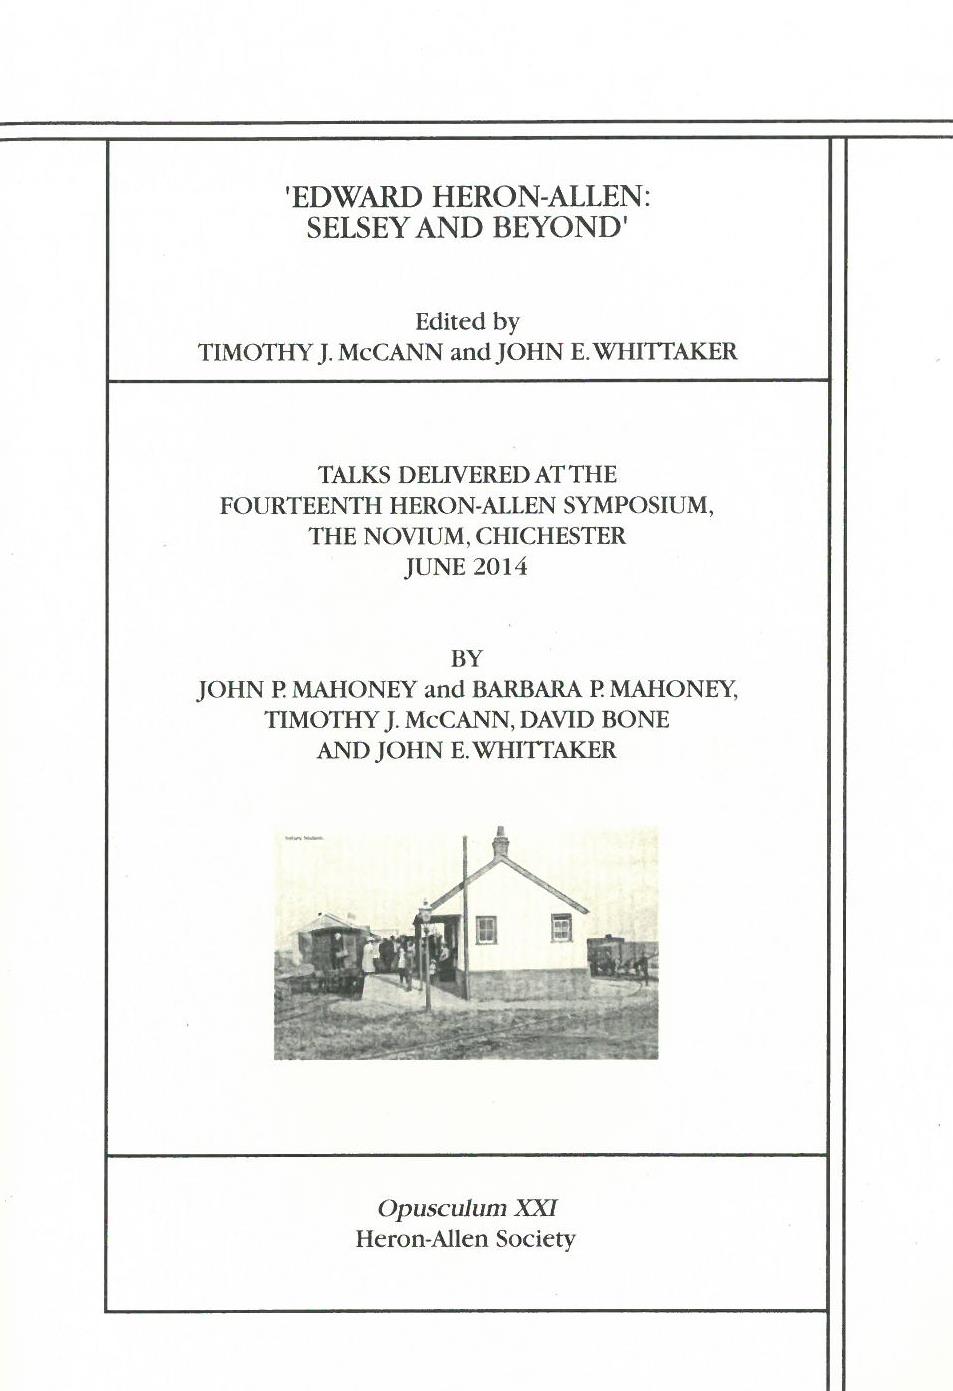 'EDWARD HERON-ALLEN:
SELSEY AND BEYOND'
Edited by
TIMOTHY J. McCANN and JOHN E. WHITTAKER
TALKS DELIVERED AT THE
FOURTEENTH HERON-ALLEN SYMPOSIUM,
THE NOVIUM, CHICHESTER
JUNE 2014
BY
JOHN P. MAHONEY and BARBARA P. MAHONEY,
TIMOTHY J. McCANN, DAVID BONE
AND JOHN E. WHITTAKER
Selsey Station.
Opusculum XXI
Heron-Allen Society